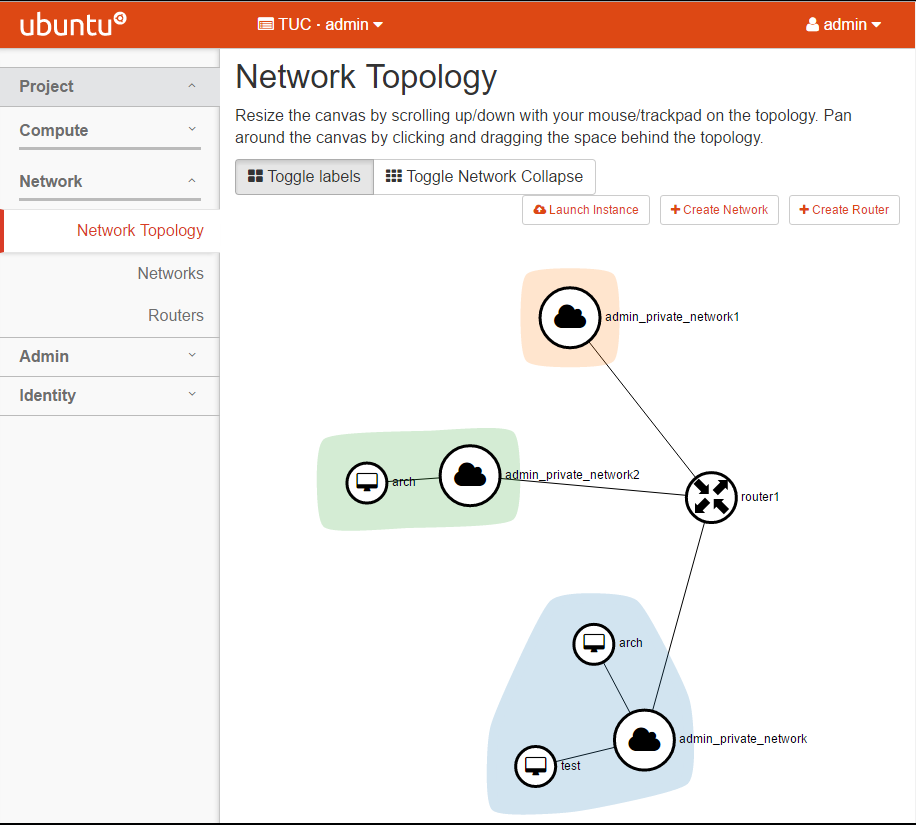 ubuntu
TUC · admin
admin
Project
Compute
Network
Network Topology
Networks
Routers
Admin
Identity
Network Topology
Resize the canvas by scrolling up/down with your mouse/trackpad on the topology. Pan
around the canvas by clicking and dragging the space behind the topology.
Toggle labels
Toggle Network Collapse
Launch Instance
Create Network
Create Router
admin_private_network1
admin_private_network2
arch
router1
arch
admin_private_network
test